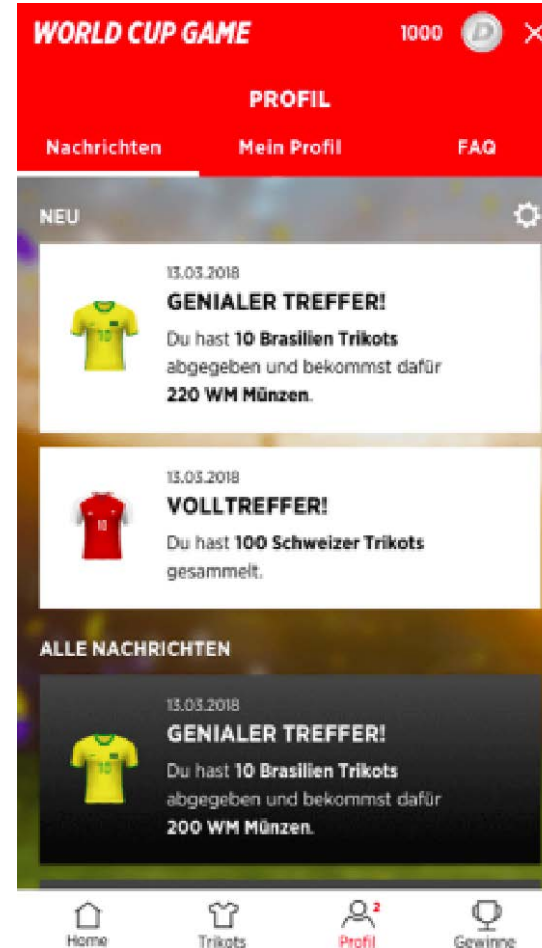 WORLD CUP GAME 1000 D
PROFIL
Nachrichten Mein Profil FAQ
NEU
13.03.2018
GENIALER TREFFER!
Du hast 10 Brasilien Trikots
abgegeben und bekommst dafür
220 WM Münzen.
10
13.03.2018
VOLLTREFFER!
Du hast 100 Schweizer Trikots
gesammelt.
10
ALLE NACHRICHTEN
13.03.2018
GENIALER TREFFER!
Du hast 10 Brasilien Trikots
abgegeben und bekommst dafür
200 WM Münzen.
10
2
Home Trikots Profil Gewinne